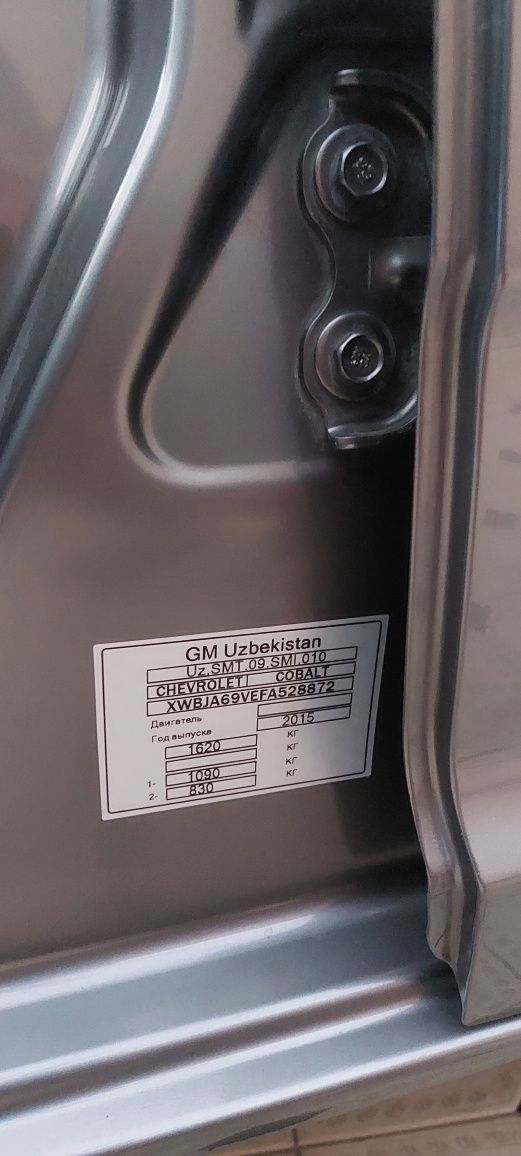 GM Uzbekistan
Uz.SMT.09.SMI.010
CHEVROLET COBALT
XWBJA69VEFA528872
Двигатель
Год выпуска 2015
1620 кг
кг
1- 1090 кг
2- 830 кг